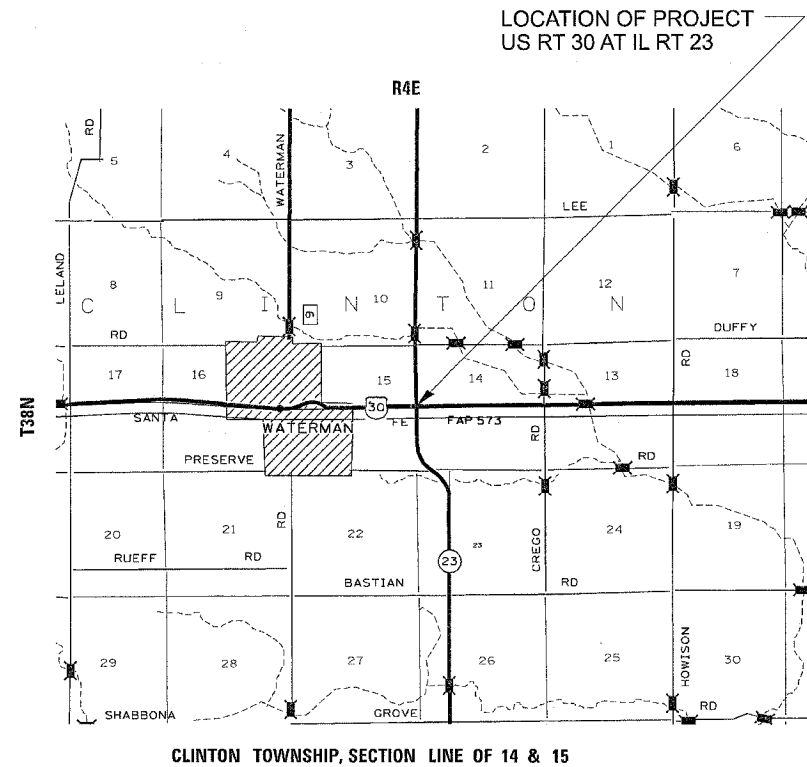 LOCATION OF PROJECT
US RT 30 AT IL RT 23
R4E
RD
5
4
WATERMAN
3
2
1
6
LEE
LELAND
8
9
10
11
12
7
C L I N T O N
9
RD
DUFFY
17
16
15
14
13
RD
18
T38N
30
SANTA
WATERMAN
FE
FAP 573
RD
PRESERVE
RD
20
21
RD
22
23
CREGO
24
19
RUEFF RD
23
BASTIAN
RD
29
28
27
26
25
HOWISON
30
SHABBONA
GROVE
RD
CLINTON TOWNSHIP, SECTION LINE OF 14 & 15